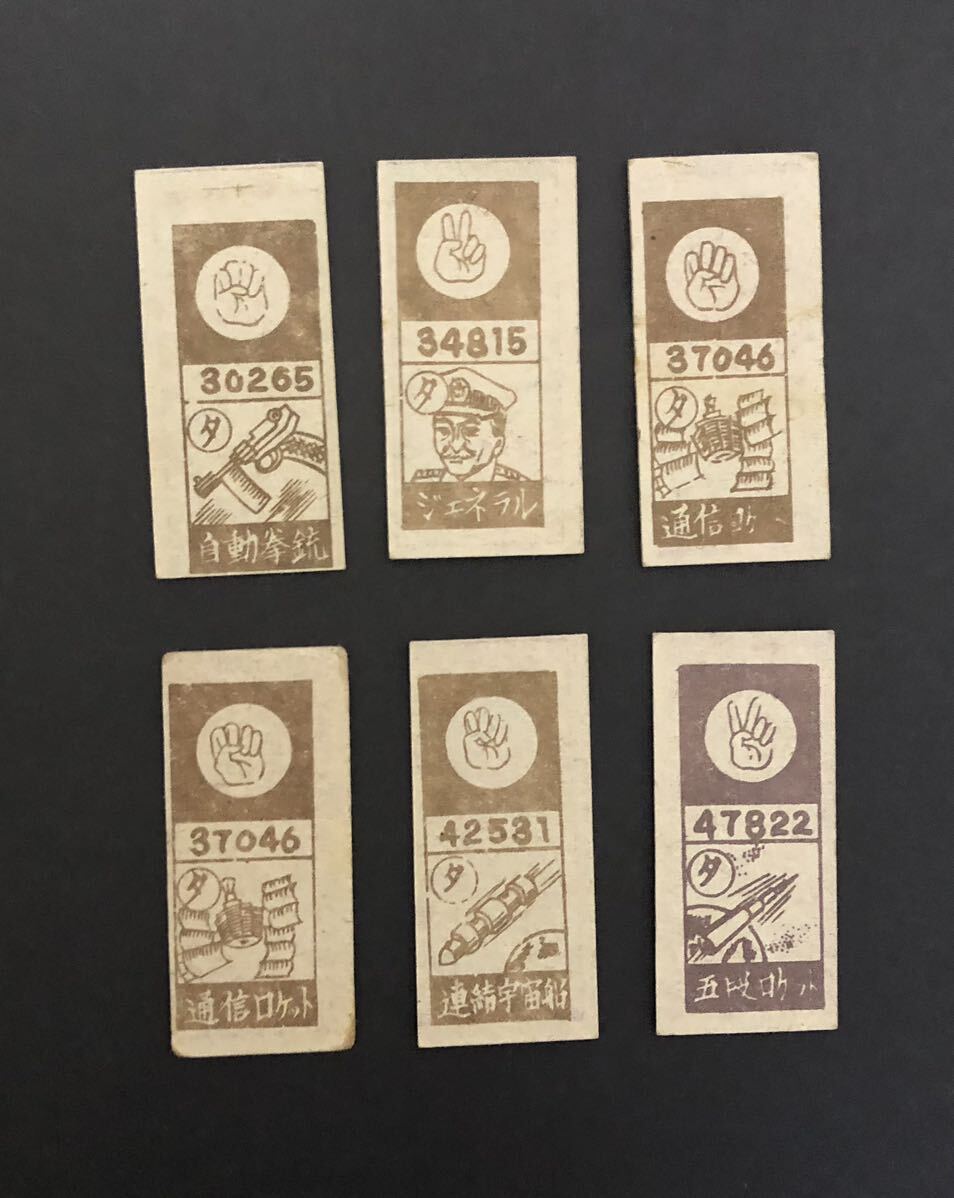 30265
タ
自動拳銃
34815
タ
ジェネラル
37046
タ
通信
37046
タ
通信ロケット
42531
タ
連結宇宙船
47822
タ
五段ロケット